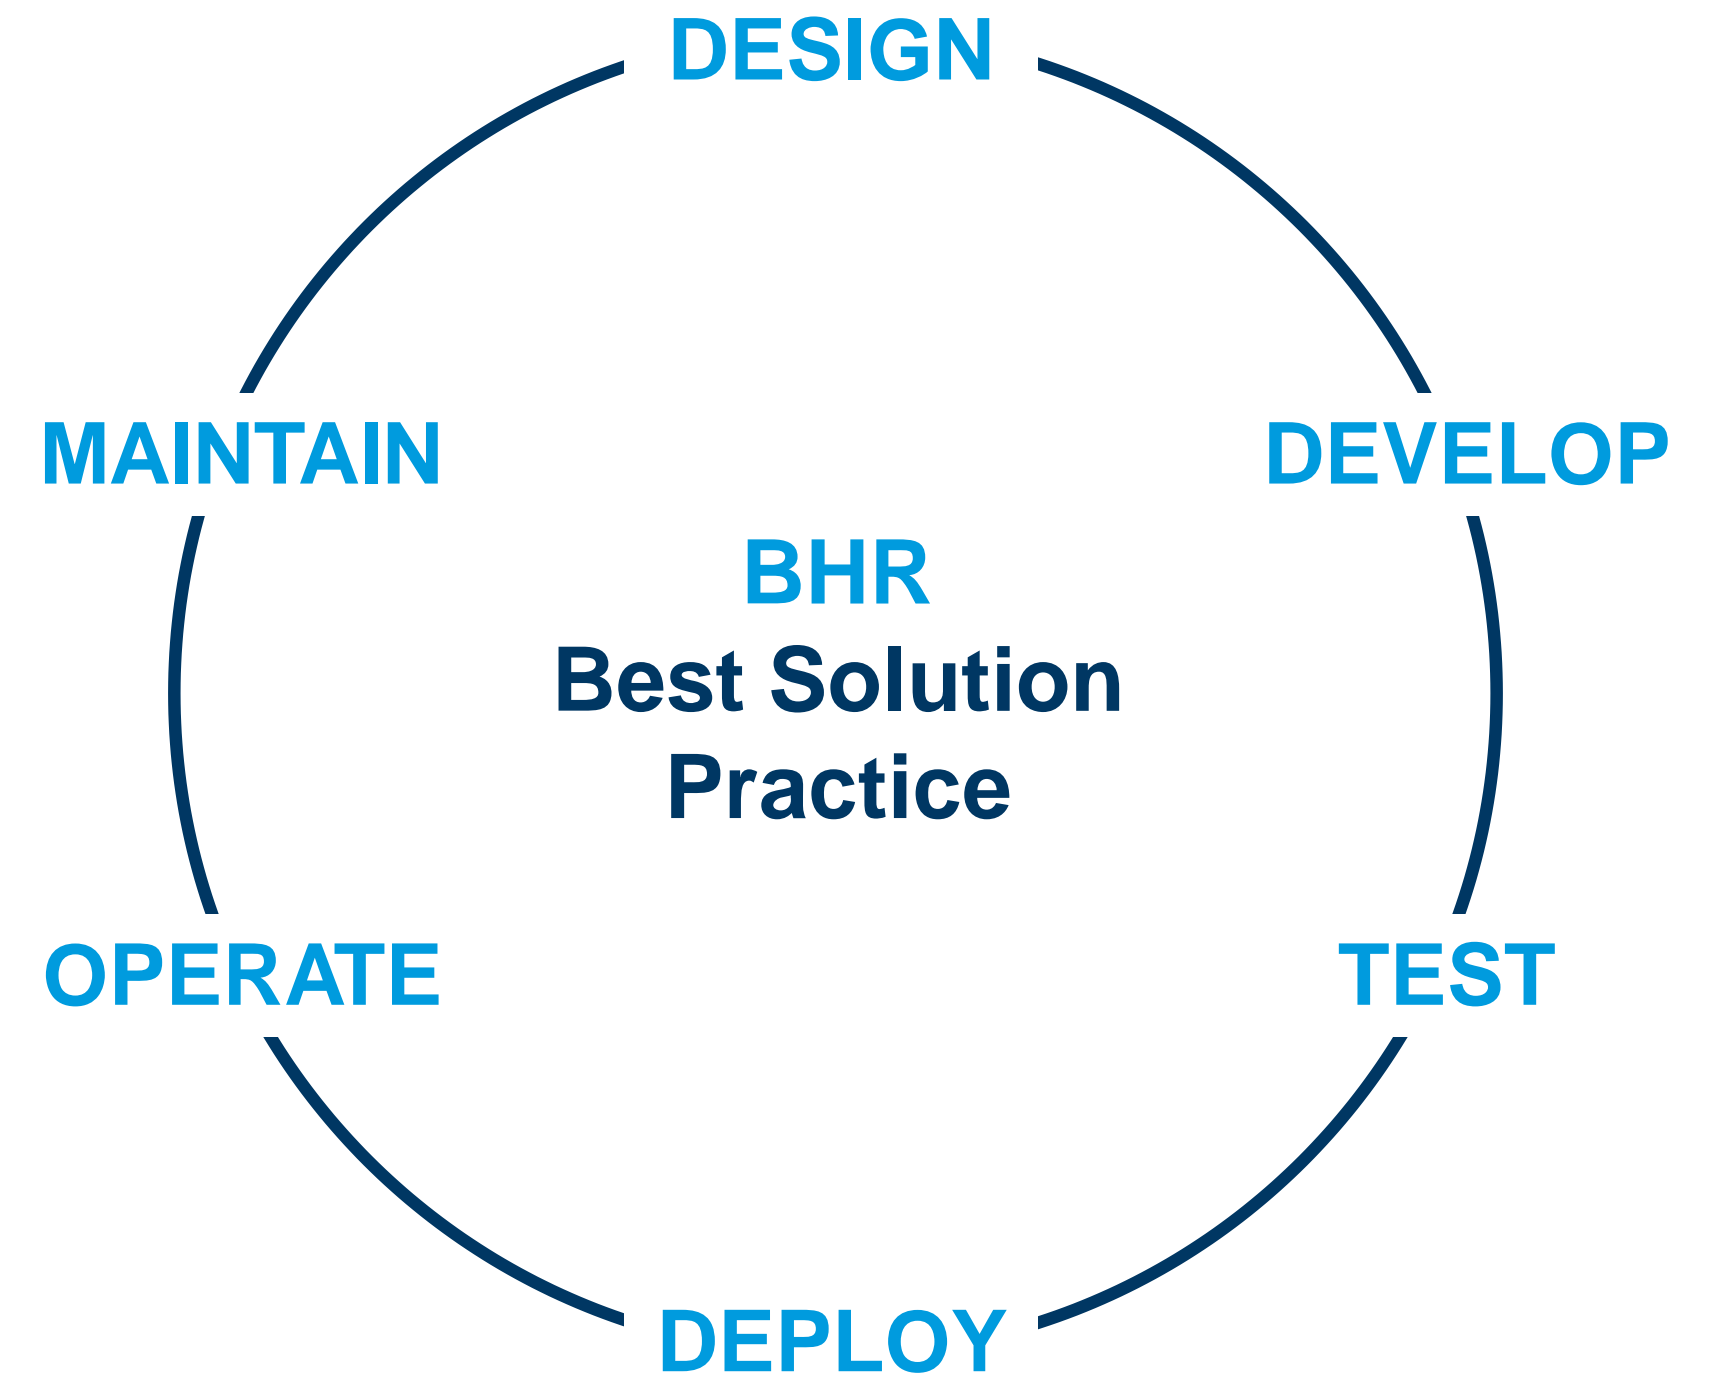 DESIGN
MAINTAIN
DEVELOP
BHR
Best Solution
Practice
OPERATE
TEST
DEPLOY